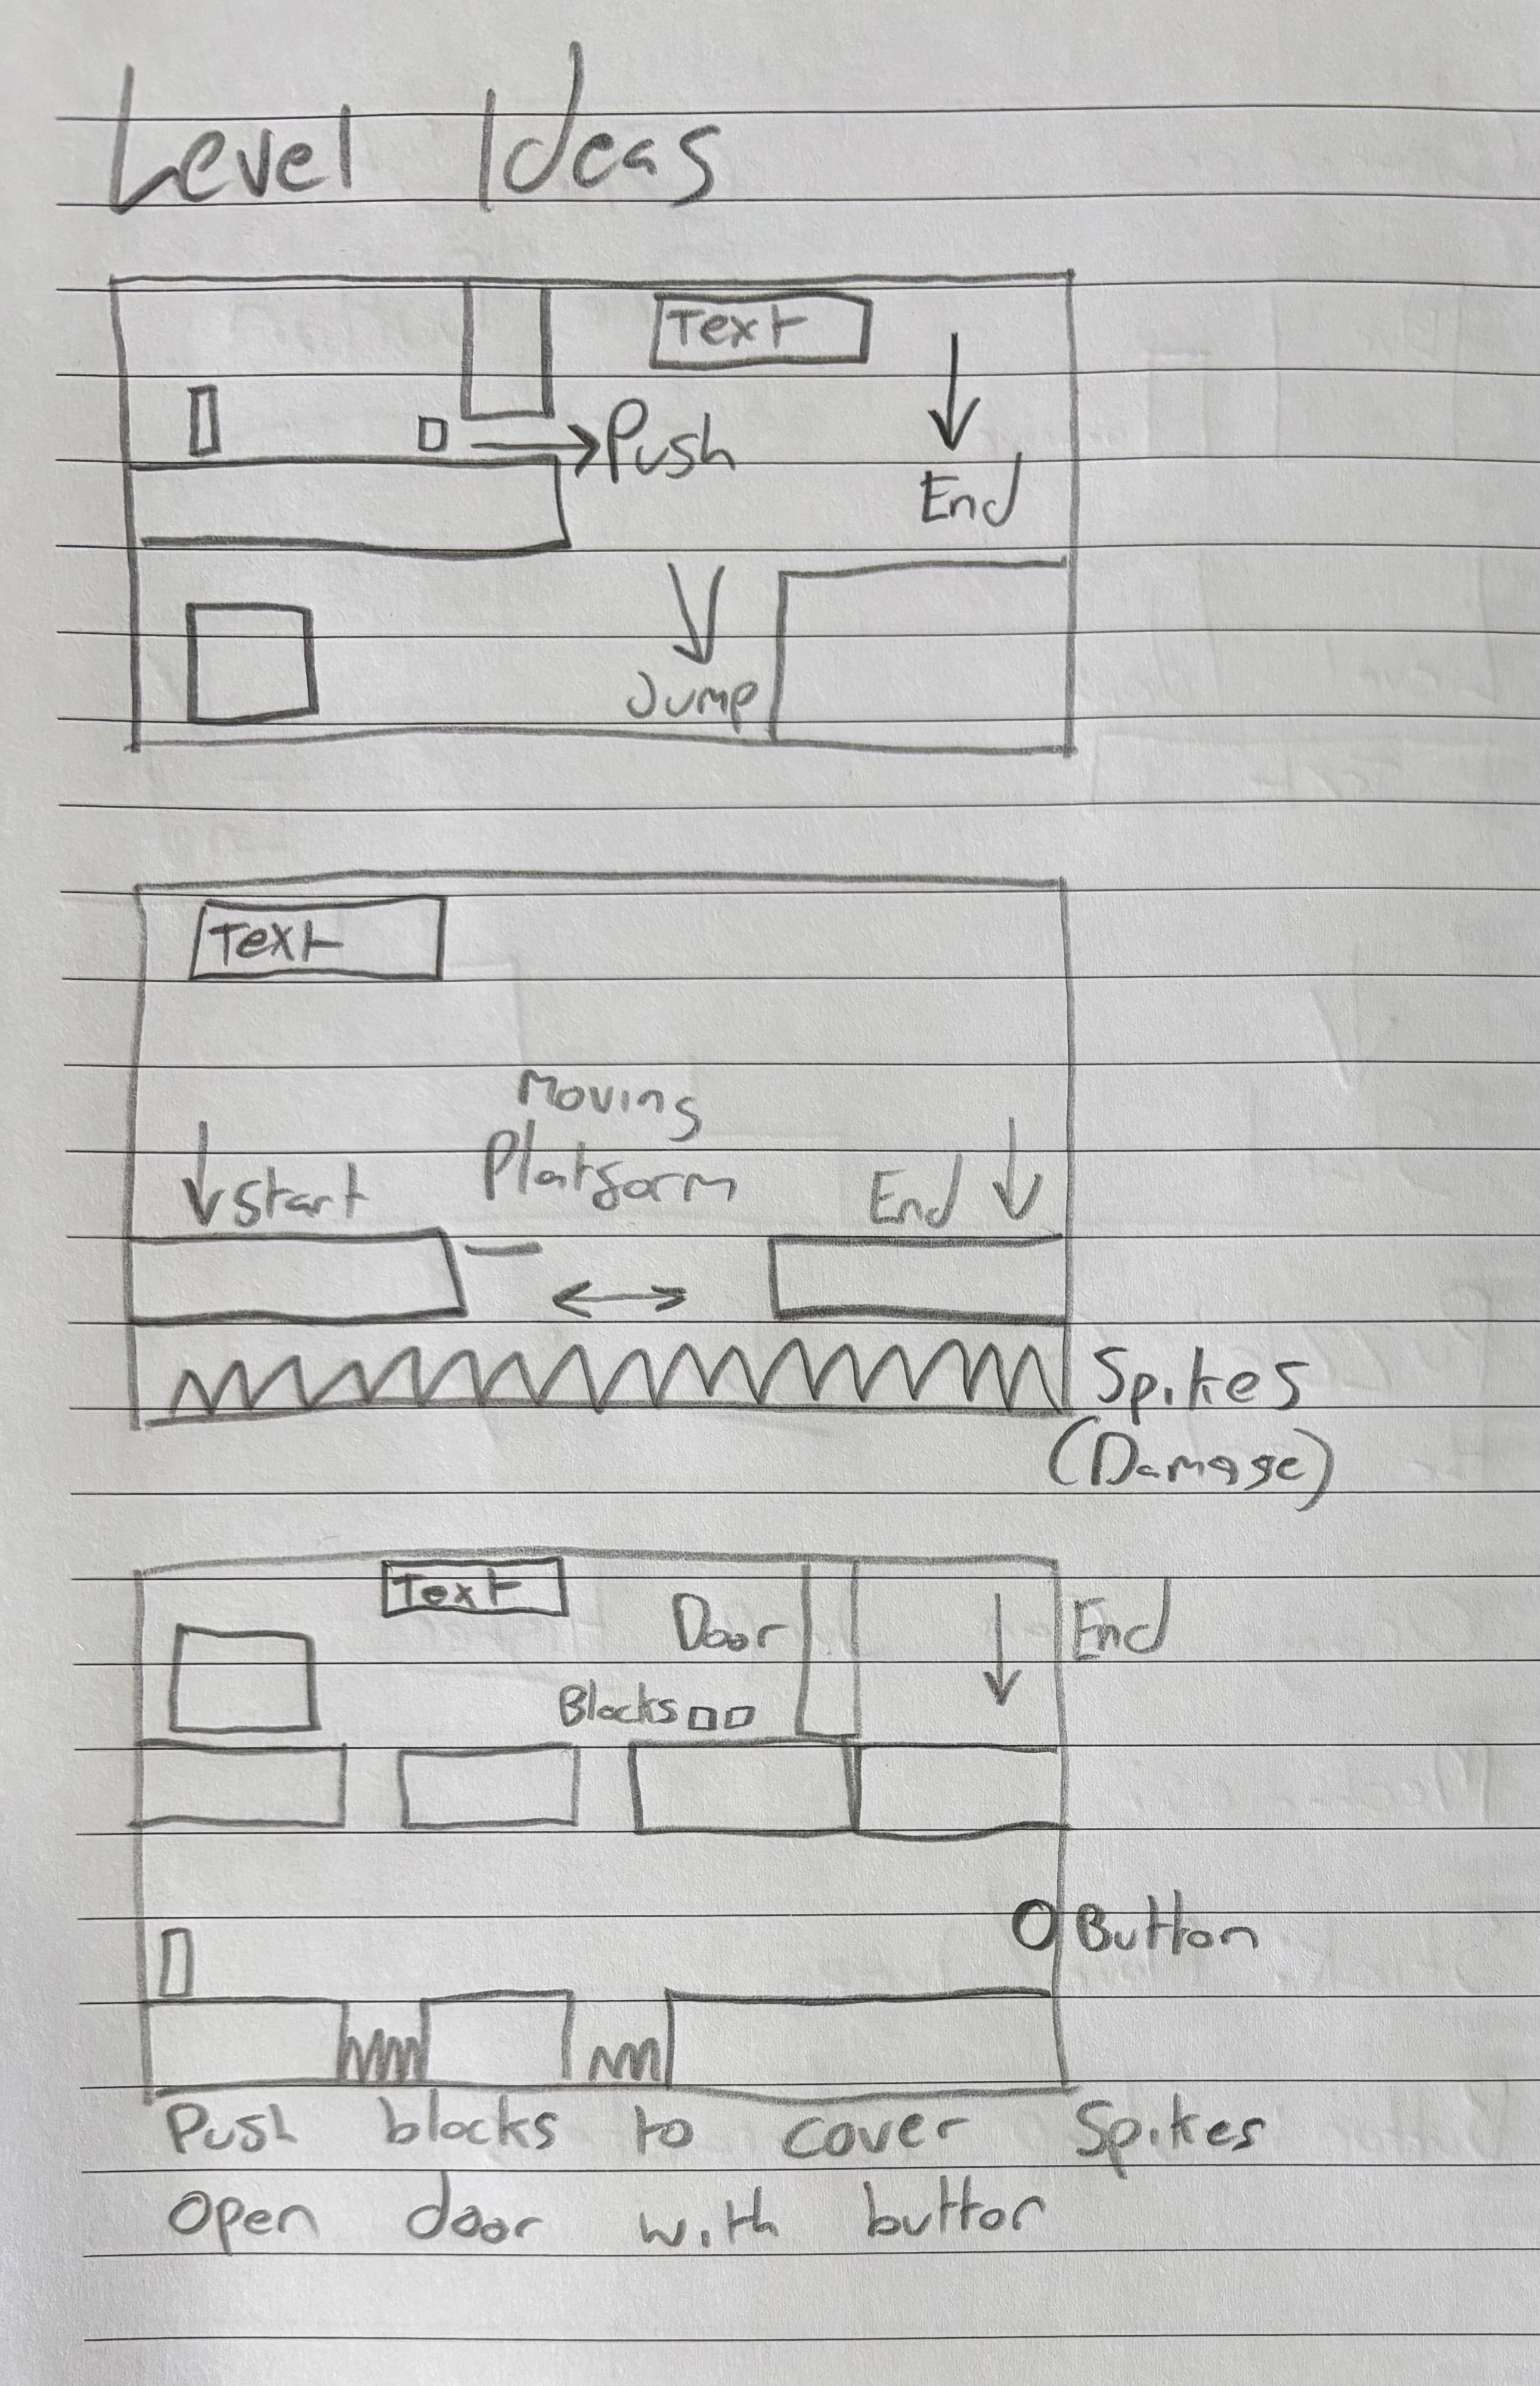 Level Ideas
Text
Push
End
Jump
Text
Moving
Platform
Start
End
Spikes
(Damage)
Text
Door
End
Blocks
Button
Push blocks to cover Spikes
Open door with button